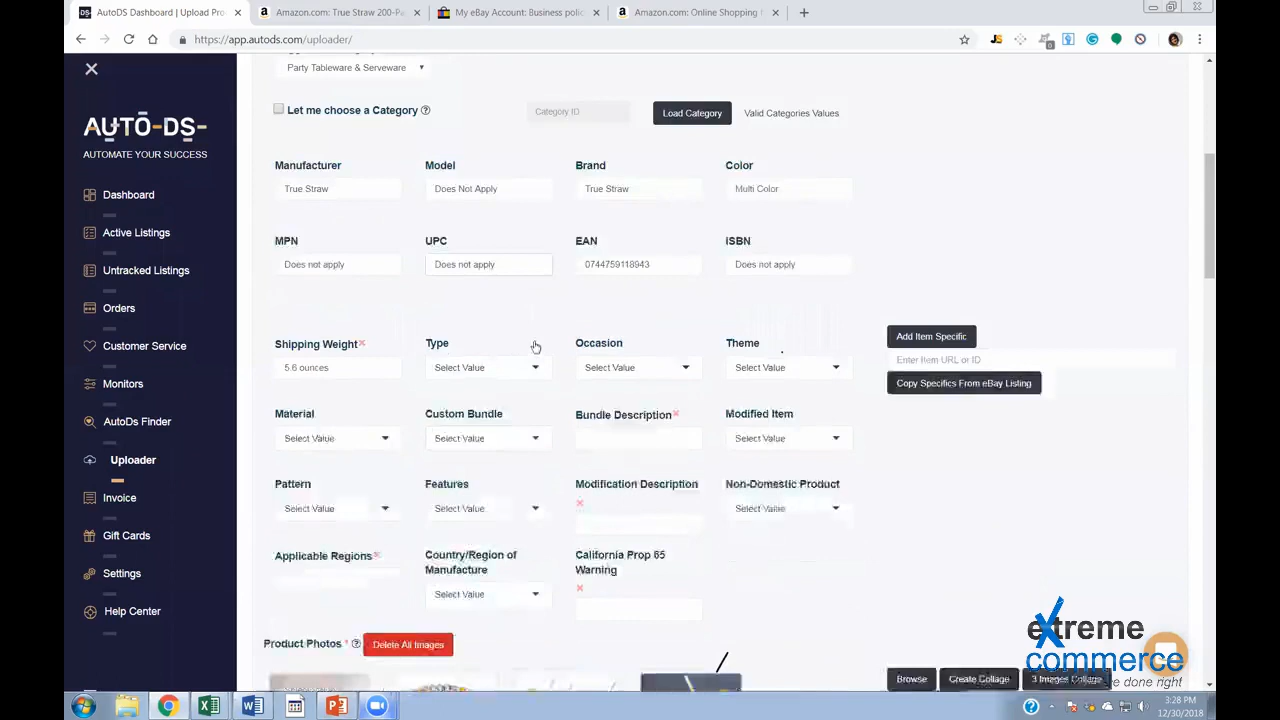 AutoDS Dashboard | Upload Pro
Amazon.com: True Straw 200-Pa
My eBay Account: Business polic
Amazon.com: Online Shopping f
https://app.autods.com/uploader/
AUTO-DS-
AUTOMATE YOUR SUCCESS
Dashboard
Active Listings
Untracked Listings
Orders
Customer Service
Monitors
AutoDs Finder
Uploader
Invoice
Gift Cards
Settings
Help Center
Party Tableware & Serveware
Let me choose a Category
Category ID
Load Category
Valid Categories Values
Manufacturer Model Brand Color
True Straw Does Not Apply True Straw Multi Color
MPN UPC EAN ISBN
Does not apply Does not apply 0744759118943 Does not apply
Shipping Weight Type Occasion Theme
5.6 ounces Select Value Select Value Select Value
Add Item Specific
Enter Item URL or ID
Copy Specifics From eBay Listing
Material Custom Bundle Bundle Description Modified Item
Select Value Select Value Select Value
Pattern Features Modification Description Non-Domestic Product
Select Value Select Value Select Value
Applicable Regions Country/Region of Manufacture California Prop 65 Warning
Select Value
Product Photos * Delete All Images
Browse Create Collage 3 Images Collage
extreme
commerce
done right
3:28 PM
12/30/2018